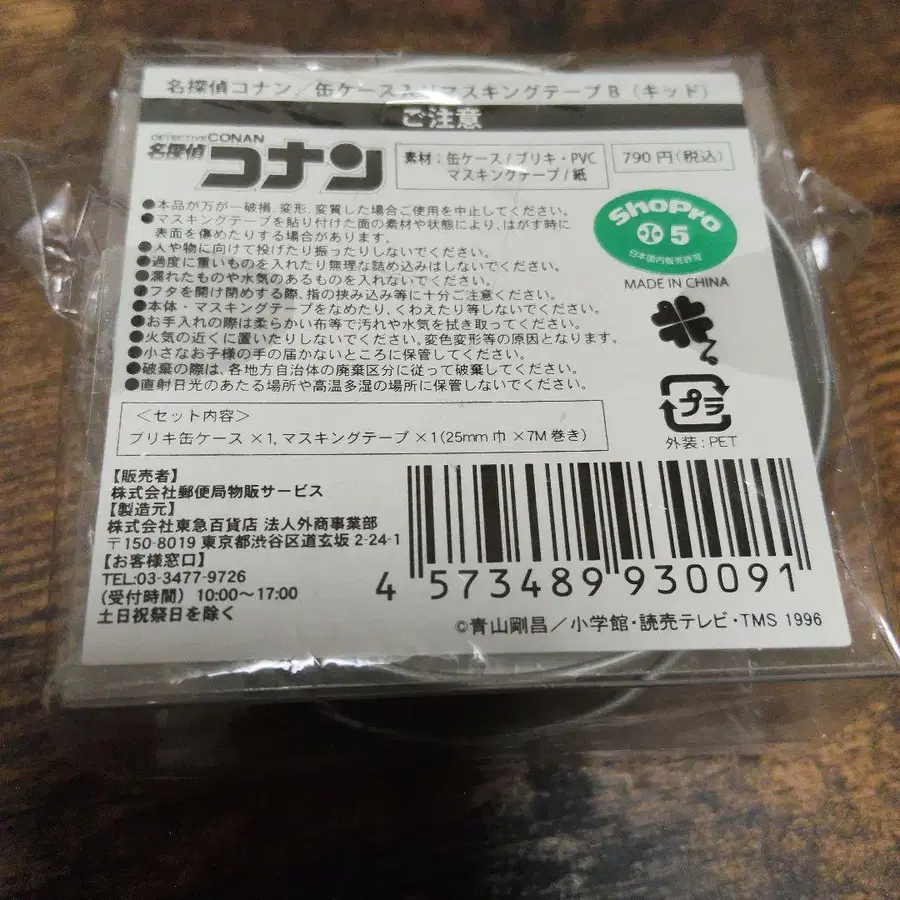 名探偵コナン/缶ケース入りマスキングテープB（キッド）
ご注意
DETECTIVE CONAN
名探偵コナン
素材：缶ケース/ブリキ・PVC
マスキングテープ/紙
790円（税込）
●本品が万が一破損、変形、変質した場合ご使用を中止してください。
●マスキングテープを貼り付けた面の素材や状態により、はがす時に
表面を傷めたりする場合があります。
●人や物に向けて投げたり振ったりしないでください。
●過度に重いものを入れたり無理な詰め込みはしないでください。
●濡れたものや水気のあるものを入れないでください。
●フタを開け閉めする際、指の挟み込み等に十分ご注意ください。
●本体・マスキングテープをなめたり、くわえたり等しないでください。
●お手入れの際は柔らかい布等で汚れや水気を拭き取ってください。
●火気の近くに置いたりしないでください。変色変形等の原因となります。
●小さなお子様の手の届かないところに保管してください。
●破棄の際は、各地方自治体の廃棄区分に従って破棄してください。
●直射日光のあたる場所や高温多湿の場所に保管しないでください。
ShoPro
5
日本国内販売許可
MADE IN CHINA
プラ
外装：PET
＜セット内容＞
ブリキ缶ケース ×1, マスキングテープ ×1（25mm 巾 ×7M 巻き）
【販売者】
株式会社郵便局物販サービス
【製造元】
株式会社東急百貨店 法人外商事業部
〒150-8019 東京都渋谷区道玄坂 2-24-1
【お客様窓口】
TEL:03-3477-9726
（受付時間）10:00〜17:00
土日祝祭日を除く
4 573489 930091
©青山剛昌／小学館・読売テレビ・TMS 1996